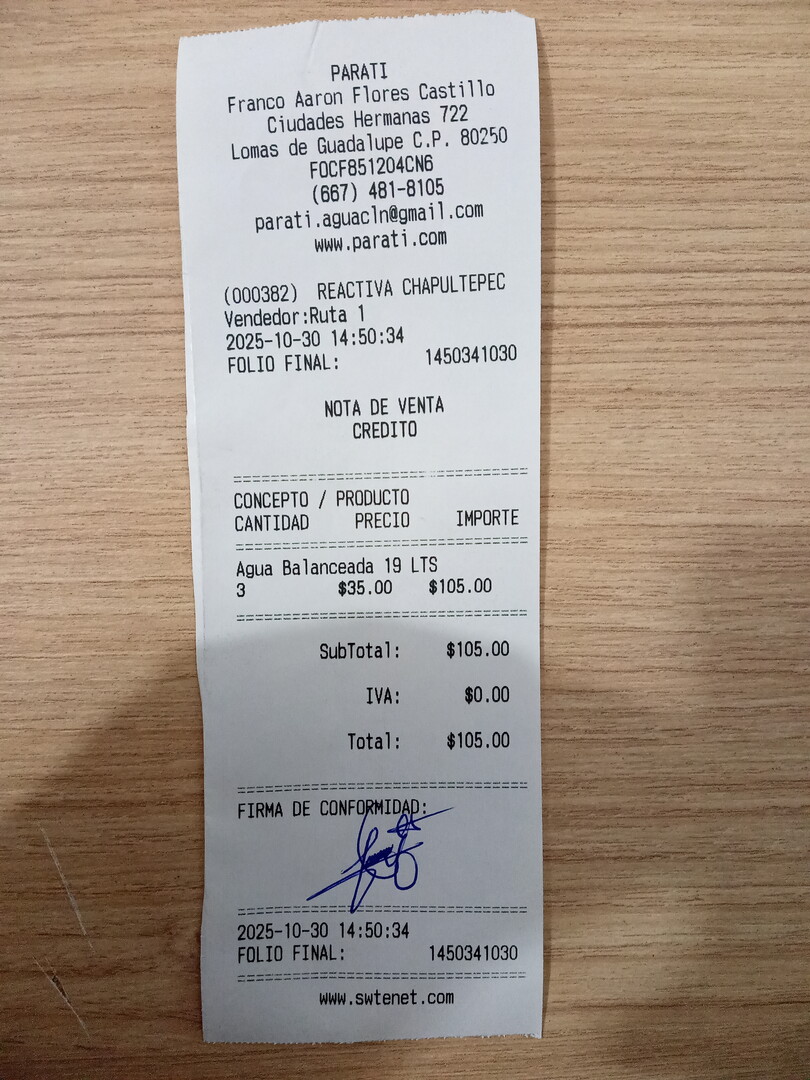 PARATI
Franco Aaron Flores Castillo
Ciudades Hermanas 722
Lomas de Guadalupe C.P. 80250
FOCF851204CN6
(667) 481-8105
parati.aguacln@gmail.com
www.parati.com
(000382) REACTIVA CHAPULTEPEC
Vendedor:Ruta 1
2025-10-30 14:50:34
FOLIO FINAL: 1450341030
NOTA DE VENTA
CREDITO
CONCEPTO / PRODUCTO
CANTIDAD PRECIO IMPORTE
Agua Balanceada 19 LTS
3 $35.00 $105.00
SubTotal: $105.00
IVA: $0.00
Total: $105.00
FIRMA DE CONFORMIDAD:
2025-10-30 14:50:34
FOLIO FINAL: 1450341030
www.swtenet.com